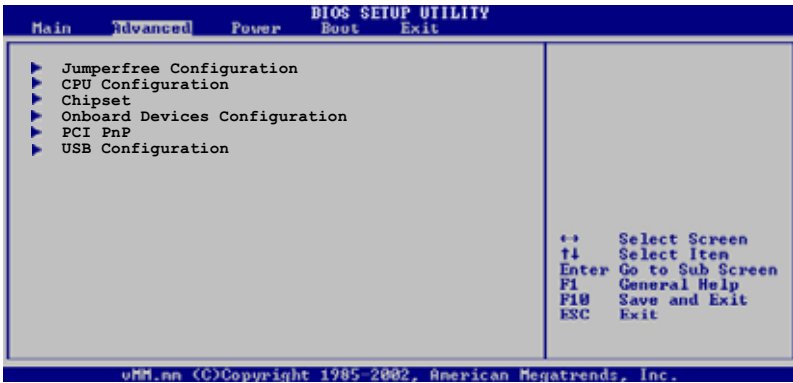 BIOS SETUP UTILITY
Main Advanced Power Boot Exit
Jumperfree Configuration
CPU Configuration
Chipset
Onboard Devices Configuration
PCI PnP
USB Configuration
←→ Select Screen
↑↓ Select Item
Enter Go to Sub Screen
F1 General Help
F10 Save and Exit
ESC Exit
vMM.mm (C)Copyright 1985-2002, American Megatrends, Inc.